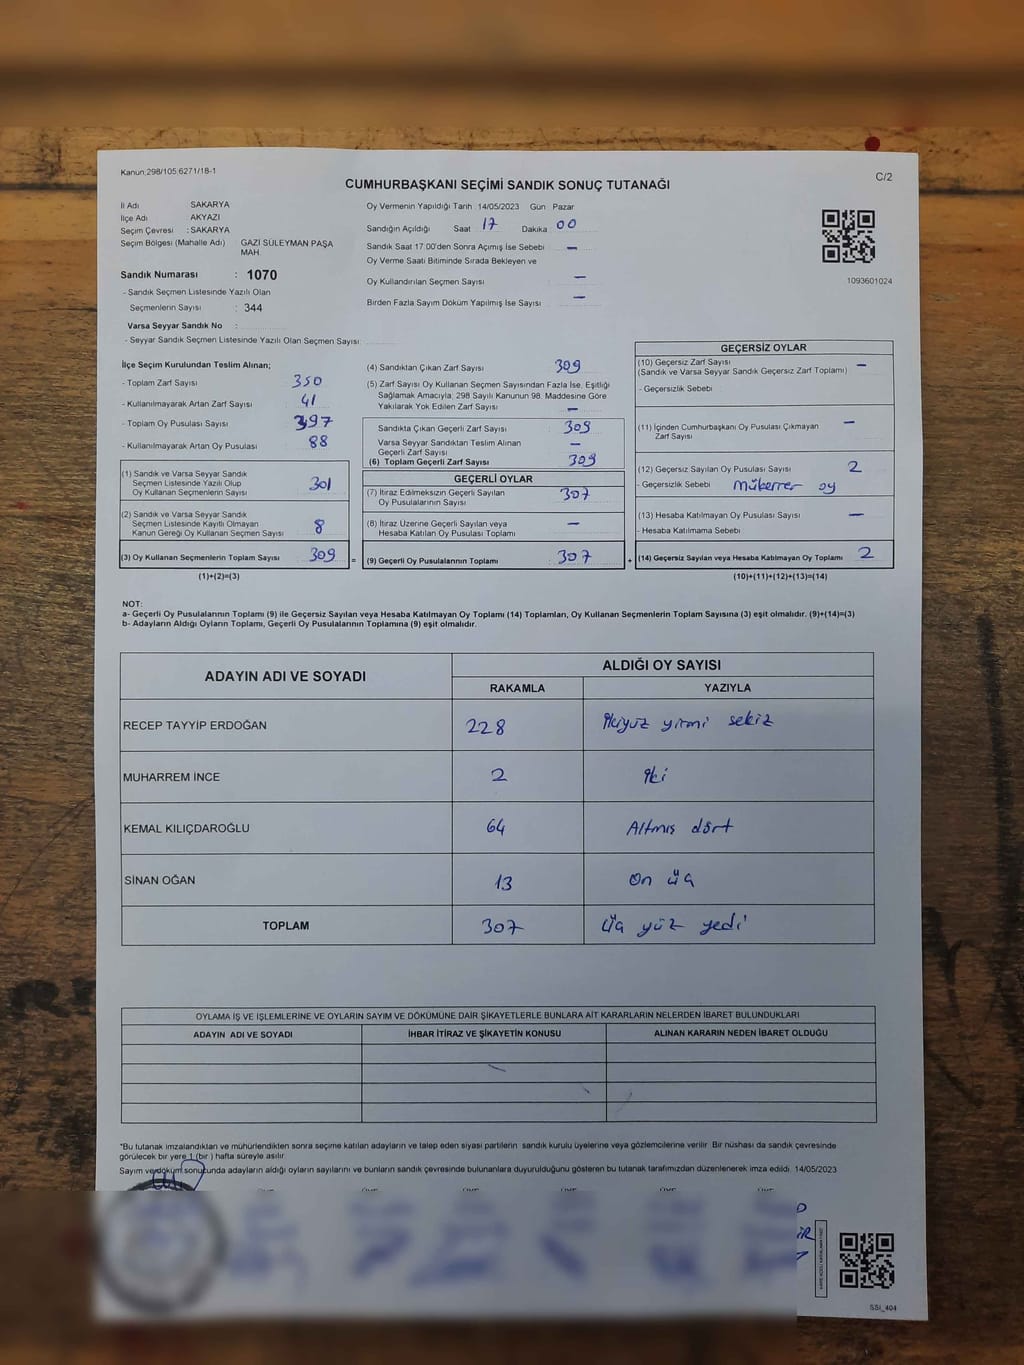 Kanun,298/105,6271/18-1
C/2
CUMHURBAŞKANI SEÇİMİ SANDIK SONUÇ TUTANAĞI
İl Adı SAKARYA
İlçe Adı AKYAZI
Seçim Çevresi : SAKARYA
Seçim Bölgesi (Mahalle Adı) GAZİ SÜLEYMAN PAŞA
MAH.
Sandık Numarası : 1070
- Sandık Seçmen Listesinde Yazılı Olan
Seçmenlerin Sayısı : 344
Varsa Seyyar Sandık No :
- Seyyar Sandık Seçmen Listesinde Yazılı Olan Seçmen Sayısı:
Oy Vermenin Yapıldığı Tarih 14/05/2023 Gün Pazar
Sandığın Açıldığı Saat 17 Dakika 00
Sandık Saat 17.00'den Sonra Açımış İse Sebebi —
Oy Verme Saati Bitiminde Sırada Bekleyen ve
Oy Kullandırılan Seçmen Sayısı —
Birden Fazla Sayım Döküm Yapılmış İse Sayısı —
1093601024
İlçe Seçim Kurulundan Teslim Alınan;
- Toplam Zarf Sayısı 350
- Kullanılmayarak Artan Zarf Sayısı 41
- Toplam Oy Pusulası Sayısı 397
- Kullanılmayarak Artan Oy Pusulası 88
(1) Sandık ve Varsa Seyyar Sandık
Seçmen Listesinde Yazılı Olup
Oy Kullanan Seçmenlerin Sayısı 301
(2) Sandık ve Varsa Seyyar Sandık
Seçmen Listesinde Kayıtlı Olmayan
Kanun Gereği Oy Kullanan Seçmen Sayısı 8
(3) Oy Kullanan Seçmenlerin Toplam Sayısı 309 =
(1)+(2)=(3)
(4) Sandıktan Çıkan Zarf Sayısı 309
(5) Zarf Sayısı Oy Kullanan Seçmen Sayısından Fazla İse, Eşitliği
Sağlamak Amacıyla, 298 Sayılı Kanunun 98. Maddesine Göre
Yakılarak Yok Edilen Zarf Sayısı —
Sandıkta Çıkan Geçerli Zarf Sayısı 309
Varsa Seyyar Sandıktan Teslim Alınan
Geçerli Zarf Sayısı —
(6) Toplam Geçerli Zarf Sayısı 309
GEÇERLİ OYLAR
(7) İtiraz Edilmeksizin Geçerli Sayılan
Oy Pusulalarının Sayısı 307
(8) İtiraz Üzerine Geçerli Sayılan veya
Hesaba Katılan Oy Pusulası Toplamı —
(9) Geçerli Oy Pusulalarının Toplamı 307 +
GEÇERSİZ OYLAR
(10) Geçersiz Zarf Sayısı
(Sandık ve Varsa Seyyar Sandık Geçersiz Zarf Toplamı) —
- Geçersizlik Sebebi
(11) İçinden Cumhurbaşkanı Oy Pusulası Çıkmayan
Zarf Sayısı —
(12) Geçersiz Sayılan Oy Pusulası Sayısı 2
- Geçersizlik Sebebi mükerrer oy
(13) Hesaba Katılmayan Oy Pusulası Sayısı —
- Hesaba Katılmama Sebebi
(14) Geçersiz Sayılan veya Hesaba Katılmayan Oy Toplamı 2
(10)+(11)+(12)+(13)=(14)
NOT:
a- Geçerli Oy Pusulalarının Toplamı (9) ile Geçersiz Sayılan veya Hesaba Katılmayan Oy Toplamı (14) Toplamları, Oy Kullanan Seçmenlerin Toplam Sayısına (3) eşit olmalıdır. (9)+(14)=(3)
b- Adayların Aldığı Oyların Toplamı, Geçerli Oy Pusulalarının Toplamına (9) eşit olmalıdır.
ADAYIN ADI VE SOYADI
ALDIĞI OY SAYISI
RAKAMLA YAZIYLA
RECEP TAYYİP ERDOĞAN 228 ikiyüz yirmi sekiz
MUHARREM İNCE 2 iki
KEMAL KILIÇDAROĞLU 64 Altmış dört
SİNAN OĞAN 13 On üç
TOPLAM 307 üç yüz yedi
OYLAMA İŞ VE İŞLEMLERİNE VE OYLARIN SAYIM VE DÖKÜMÜNE DAİR ŞİKAYETLERLE BUNLARA AİT KARARLARIN NELERDEN İBARET BULUNDUKLARI
ADAYIN ADI VE SOYADI İHBAR İTİRAZ VE ŞİKAYETİN KONUSU ALINAN KARARIN NEDEN İBARET OLDUĞU
*Bu tutanak imzalandıktan ve mühürlendikten sonra seçime katılan adayların ve talep eden siyasi partilerin sandık kurulu üyelerine veya gözlemcilerine verilir. Bir nüshası da sandık çevresinde
görülecek bir yere 1 (bir ) hafta süreyle asılır.
Sayım ve döküm sonucunda adayların aldığı oyların sayılarını ve bunların sandık çevresinde bulunanlara duyurulduğunu gösteren bu tutanak tarafımızdan düzenlenerek imza edildi. 14/05/2023
SSI_404